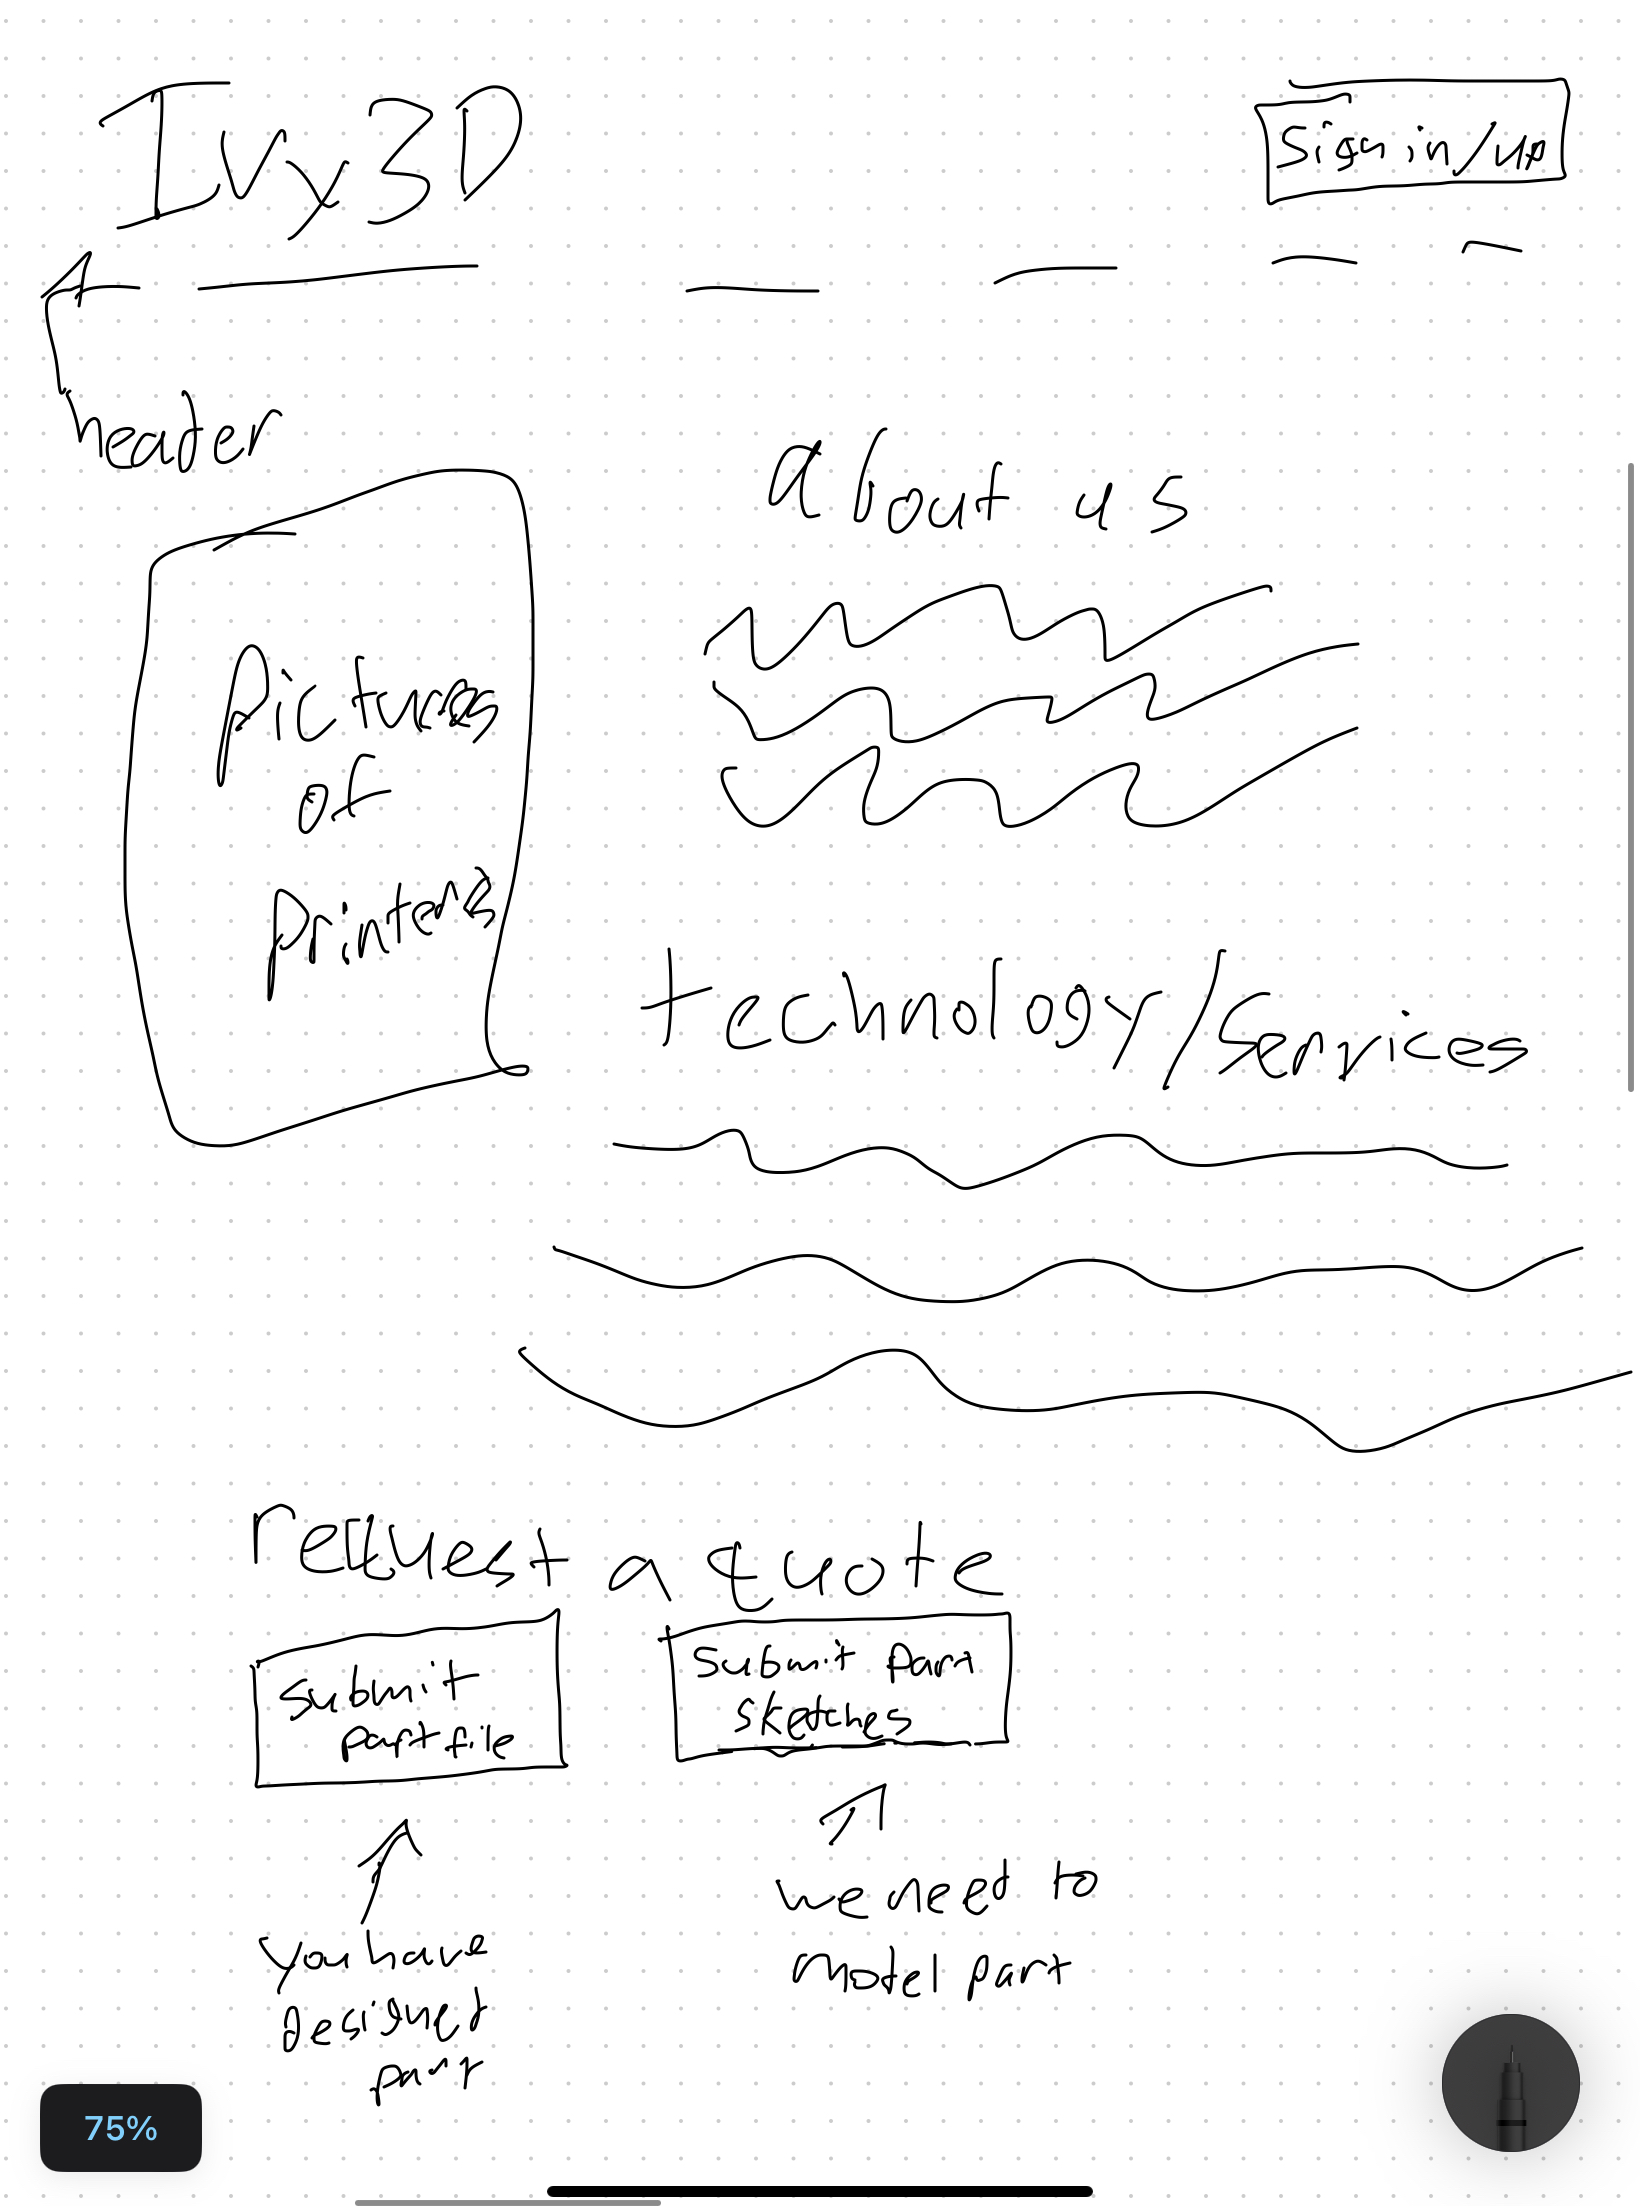 Ivy3D
Sign in/up
header
about us
pictures
of
printers
technology/Services
request a quote
submit
part file
Submit part
sketches
you have
designed
part
we need to
model part
75%